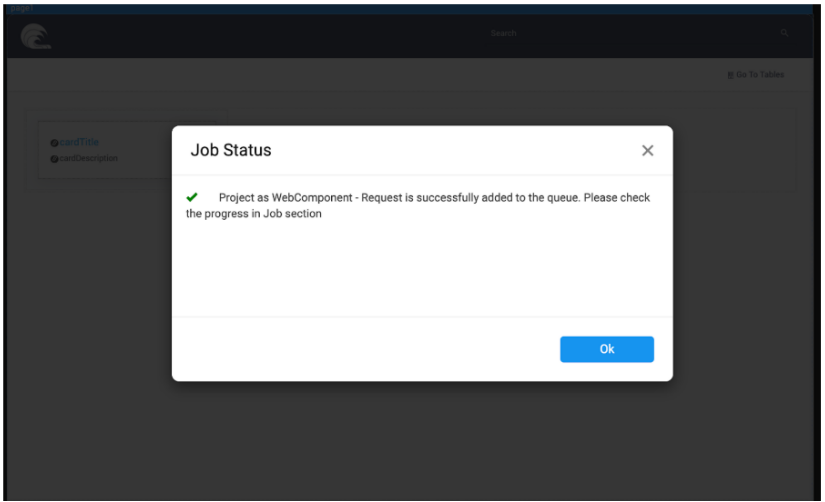 page1
Search
Go To Tables
cardTitle
cardDescription
Job Status
Project as WebComponent - Request is successfully added to the queue. Please check
the progress in Job section
Ok